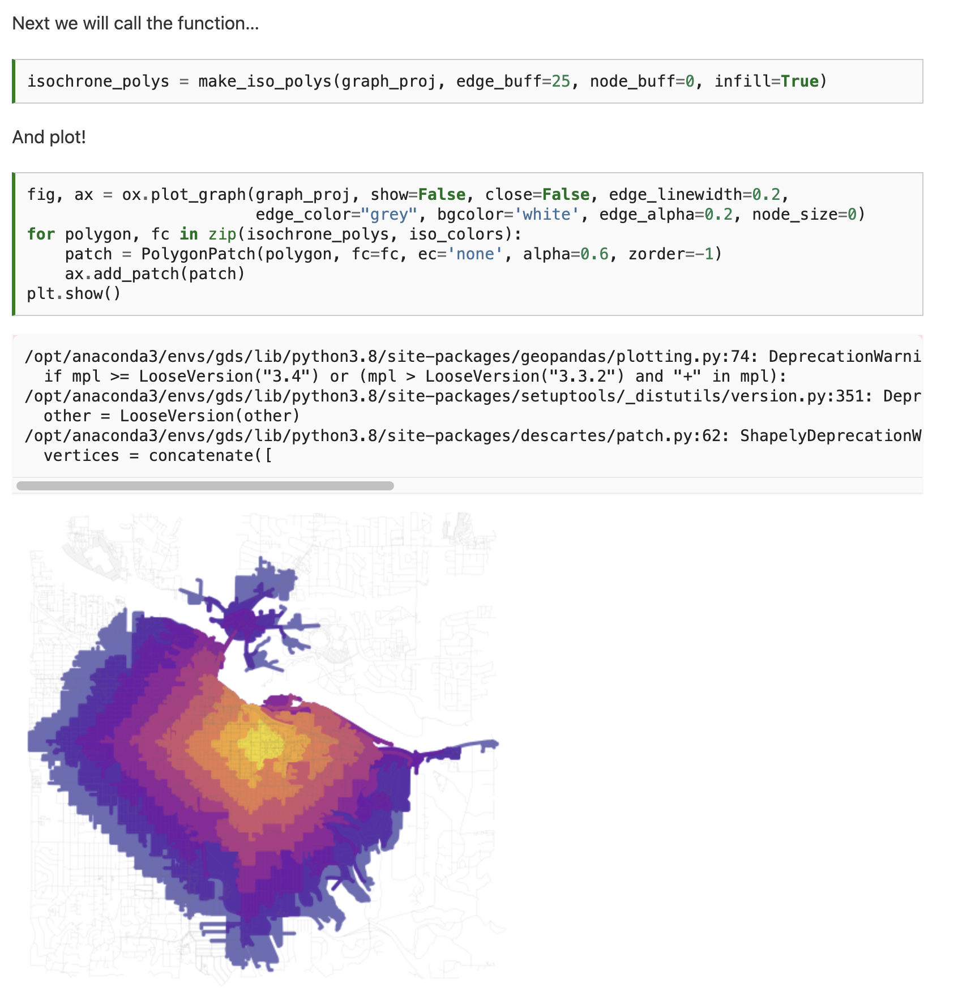 Next we will call the function...
isochrone_polys = make_iso_polys(graph_proj, edge_buff=25, node_buff=0, infill=True)
And plot!
fig, ax = ox.plot_graph(graph_proj, show=False, close=False, edge_linewidth=0.2,
                        edge_color="grey", bgcolor='white', edge_alpha=0.2, node_size=0)
for polygon, fc in zip(isochrone_polys, iso_colors):
    patch = PolygonPatch(polygon, fc=fc, ec='none', alpha=0.6, zorder=-1)
    ax.add_patch(patch)
plt.show()
/opt/anaconda3/envs/gds/lib/python3.8/site-packages/geopandas/plotting.py:74: DeprecationWarni
  if mpl >= LooseVersion("3.4") or (mpl > LooseVersion("3.3.2") and "+" in mpl):
/opt/anaconda3/envs/gds/lib/python3.8/site-packages/setuptools/_distutils/version.py:351: Depr
  other = LooseVersion(other)
/opt/anaconda3/envs/gds/lib/python3.8/site-packages/descartes/patch.py:62: ShapelyDeprecationW
  vertices = concatenate([